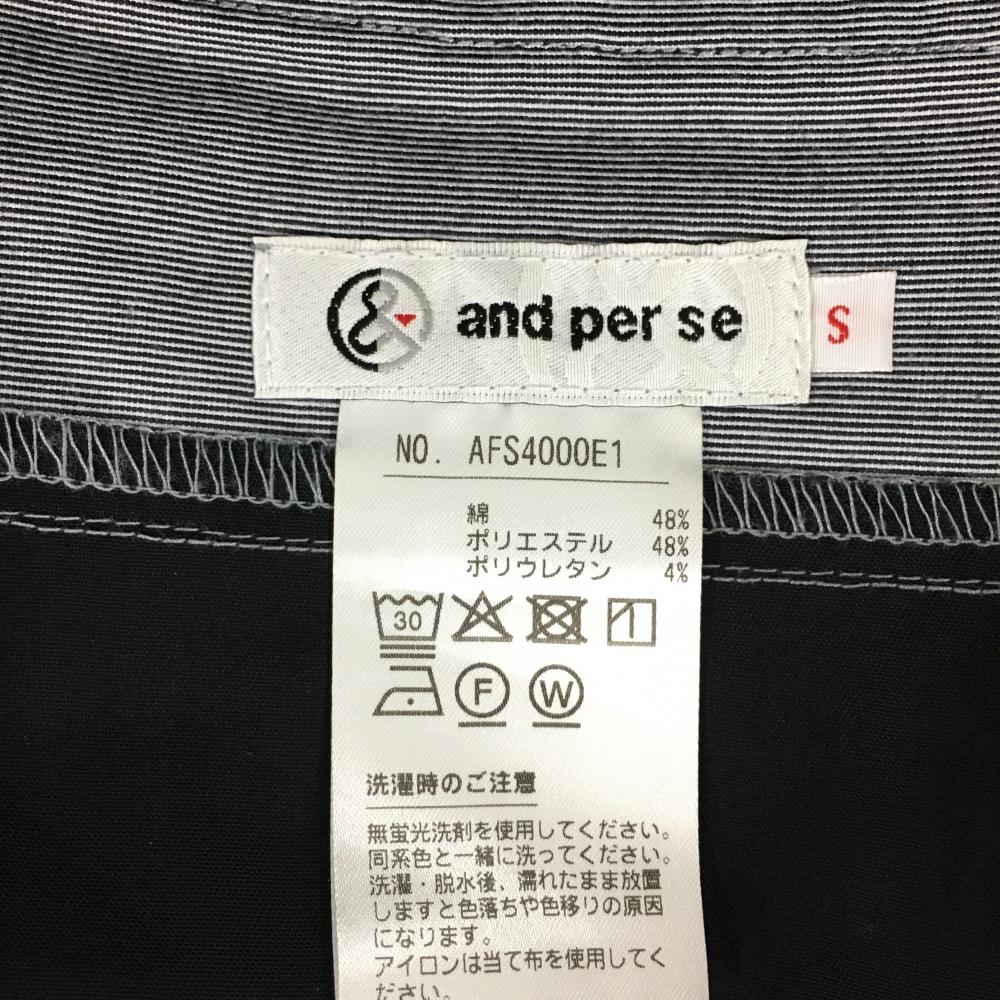 & and per se
S
NO. AFS4000E1
綿 48%
ポリエステル 48%
ポリウレタン 4%
30
F W
洗濯時のご注意
無蛍光洗剤を使用してください。
同系色と一緒に洗ってください。
洗濯・脱水後、濡れたまま放置
しますと色落ちや色移りの原因
になります。
アイロンは当て布を使用してく
ださい。